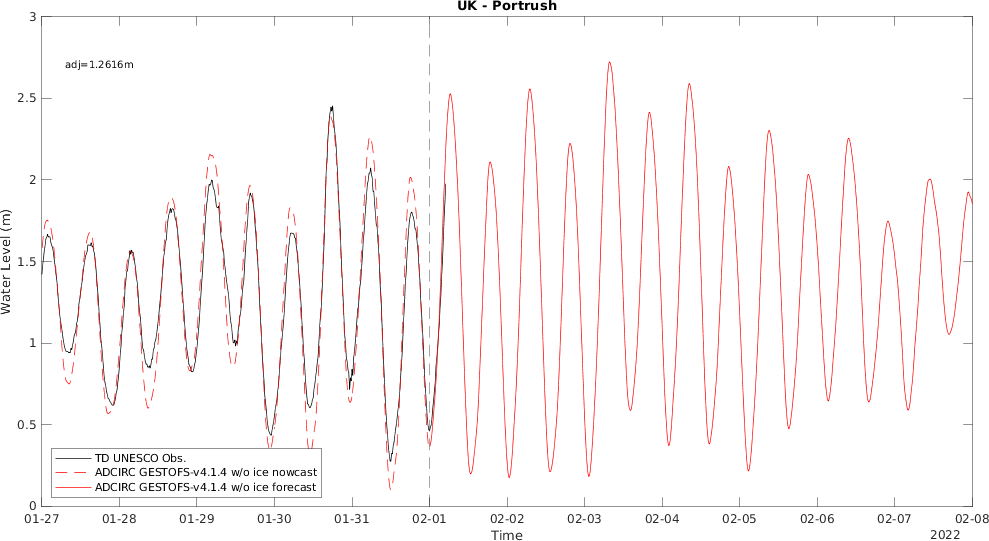 UK - Portrush
adj=1.2616m
Water Level (m)
3
2.5
2
1.5
1
0.5
0
TD UNESCO Obs.
ADCIRC GESTOFS-v4.1.4 w/o ice nowcast
ADCIRC GESTOFS-v4.1.4 w/o ice forecast
01-27 01-28 01-29 01-30 01-31 02-01 02-02 02-03 02-04 02-05 02-06 02-07 02-08
Time
2022